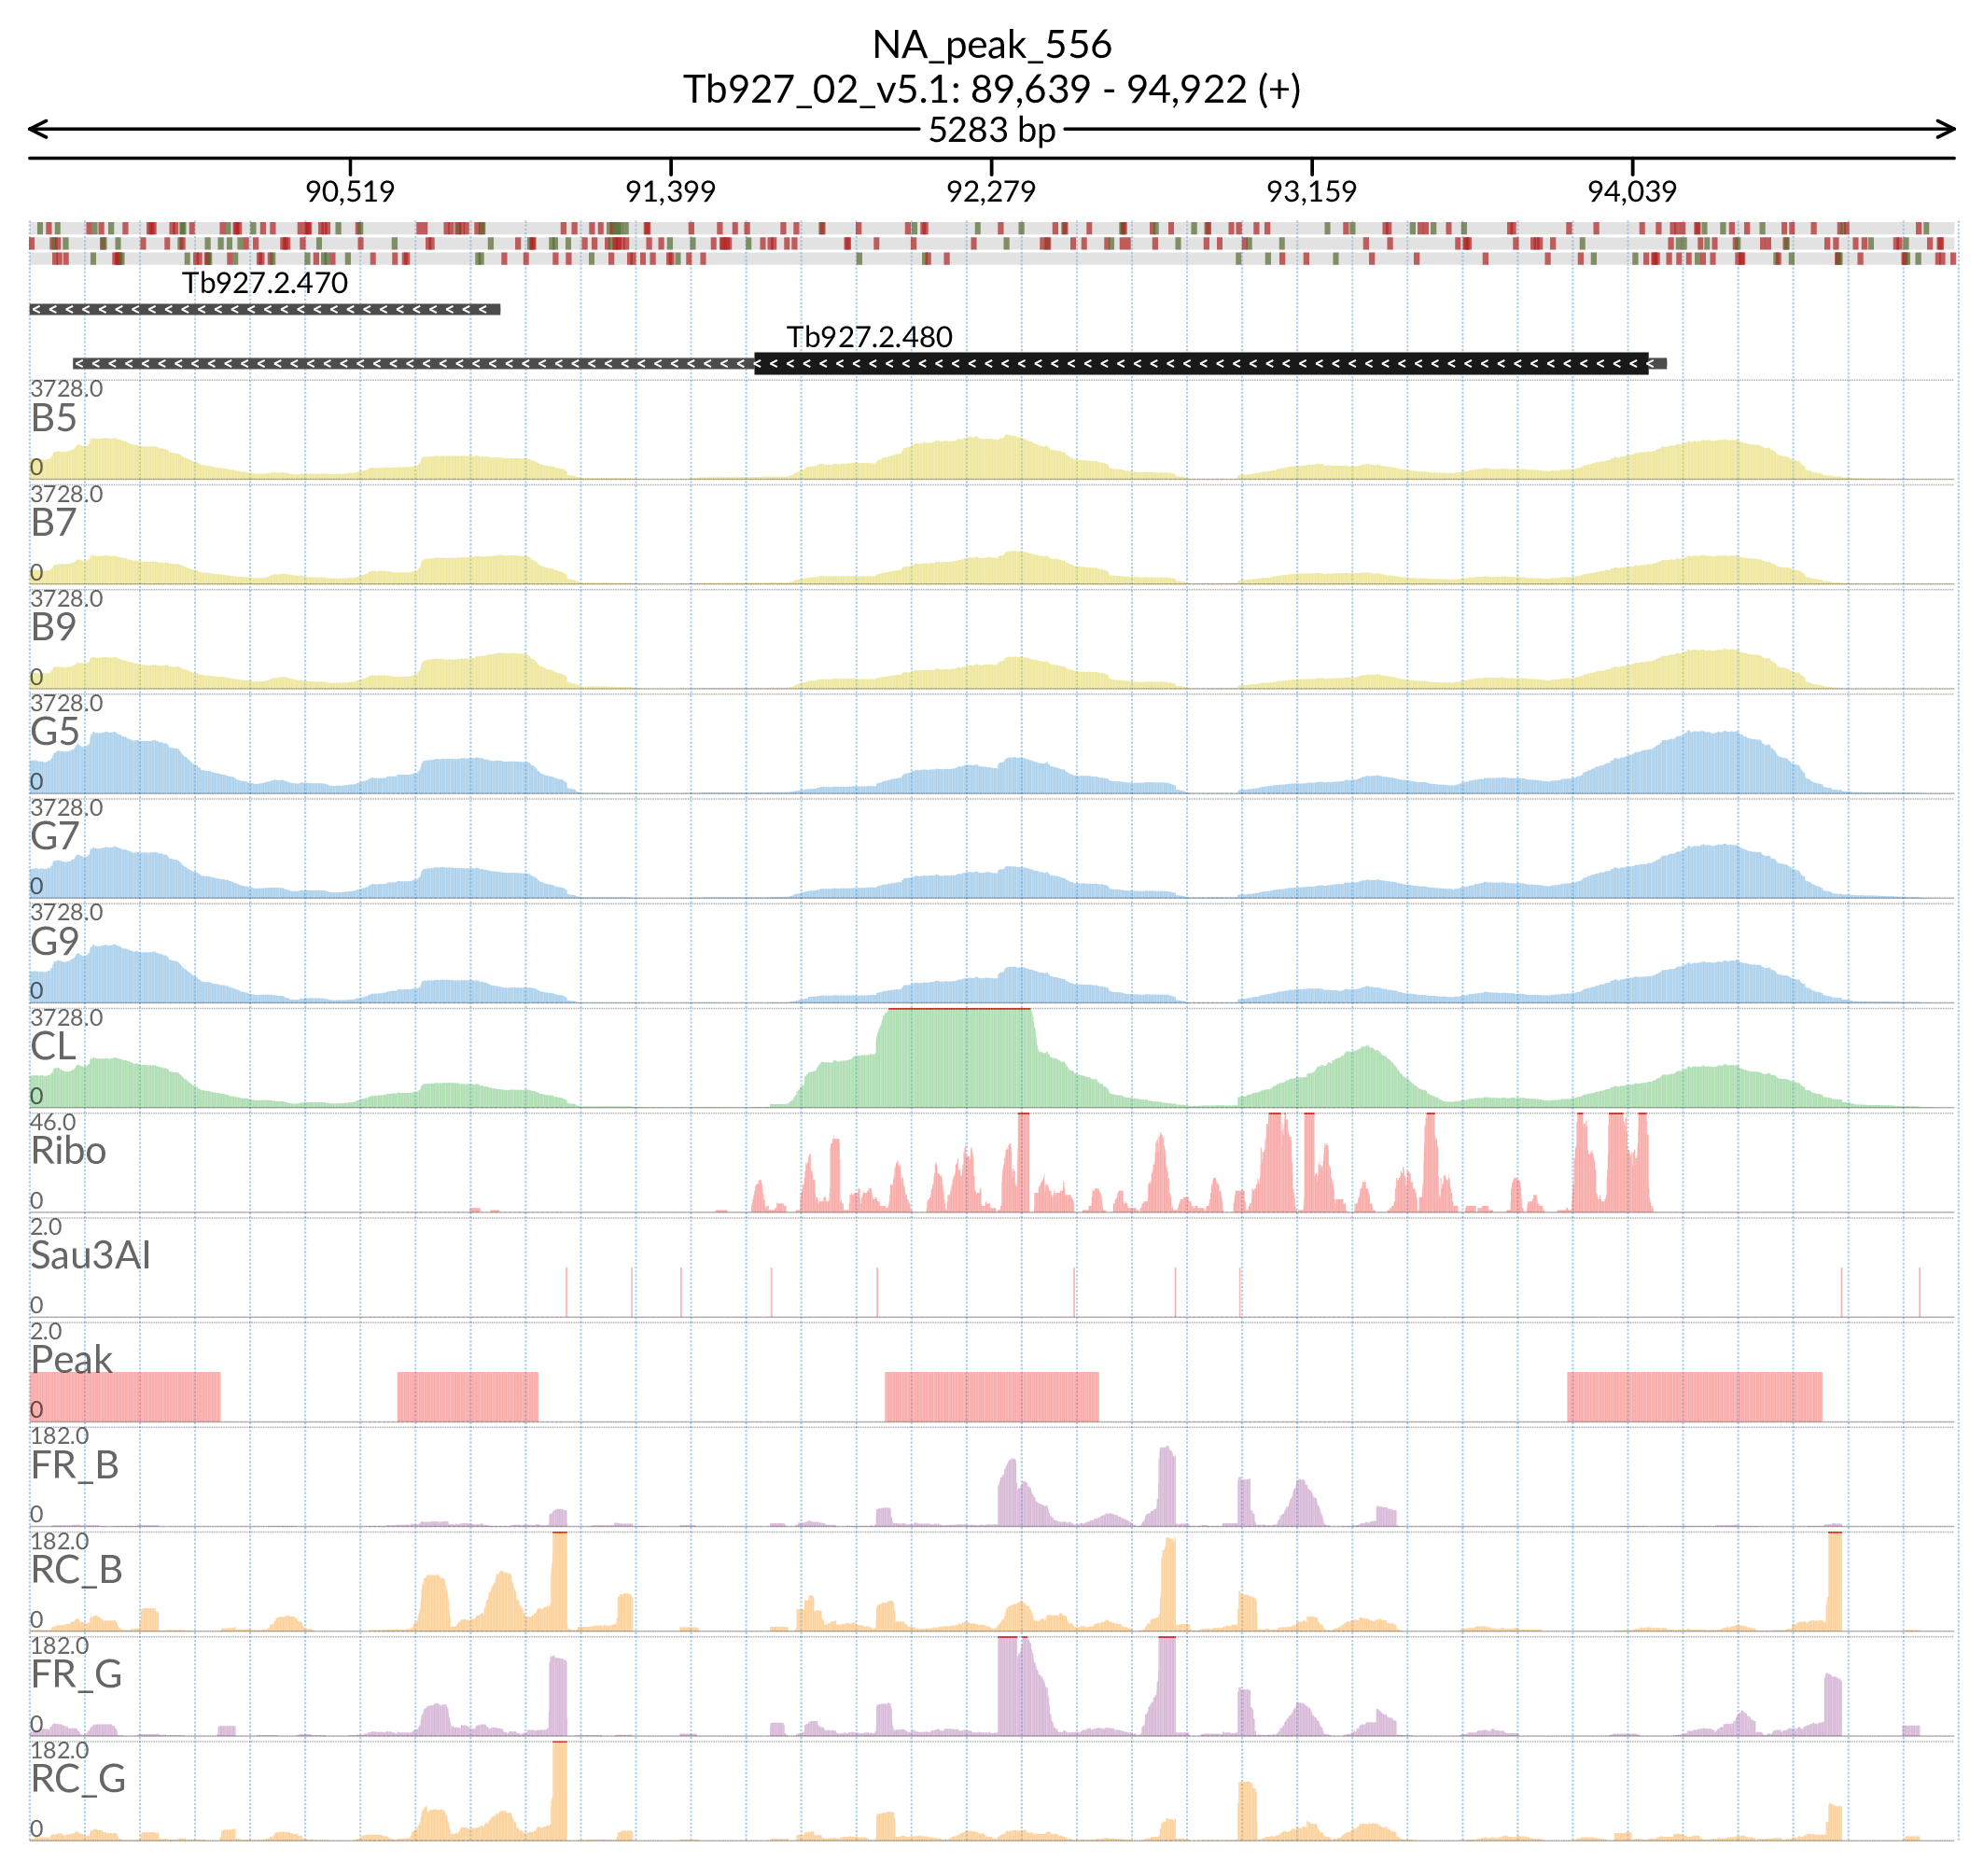 NA_peak_556
Tb927_02_v5.1: 89,639 - 94,922 (+)
5283 bp
90,519 91,399 92,279 93,159 94,039
Tb927.2.470
Tb927.2.480
3728.0
B5
0
3728.0
B7
0
3728.0
B9
0
3728.0
G5
0
3728.0
G7
0
3728.0
G9
0
3728.0
CL
0
46.0
Ribo
0
2.0
Sau3AI
0
2.0
Peak
0
182.0
FR_B
0
182.0
RC_B
0
182.0
FR_G
0
182.0
RC_G
0